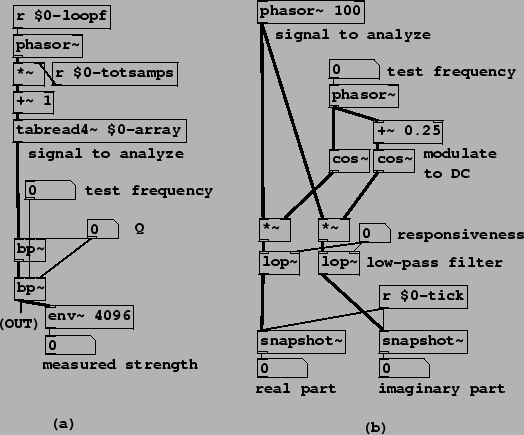 r $0-loopf
phasor~
*~
r $0-totsamps
+~ 1
tabread4~ $0-array
signal to analyze
0
test frequency
0
Q
bp~
bp~
(OUT)
env~ 4096
0
measured strength
(a)
phasor~ 100
signal to analyze
0
test frequency
phasor~
+~ 0.25
cos~
cos~
modulate
to DC
*~
*~
0
responsiveness
lop~
lop~
low-pass filter
r $0-tick
snapshot~
snapshot~
0
0
real part
imaginary part
(b)